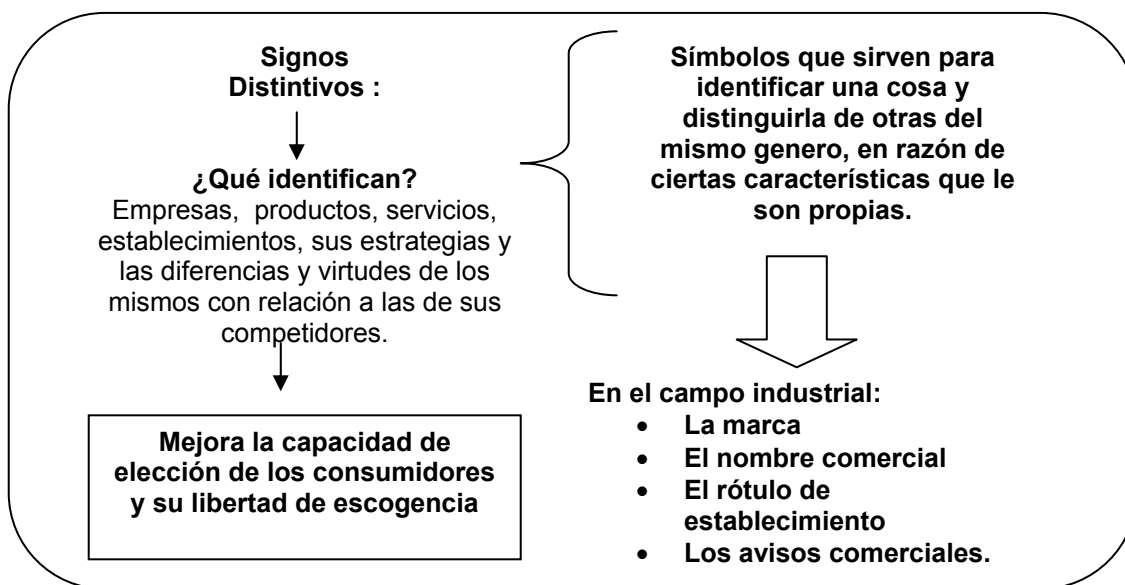 Signos
Distintivos :
¿Qué identifican?
Empresas, productos, servicios,
establecimientos, sus estrategias y
las diferencias y virtudes de los
mismos con relación a las de sus
competidores.
Mejora la capacidad de
elección de los consumidores
y su libertad de escogencia
Símbolos que sirven para
identificar una cosa y
distinguirla de otras del
mismo genero, en razón de
ciertas características que le
son propias.
En el campo industrial:
• La marca
• El nombre comercial
• El rótulo de
establecimiento
• Los avisos comerciales.